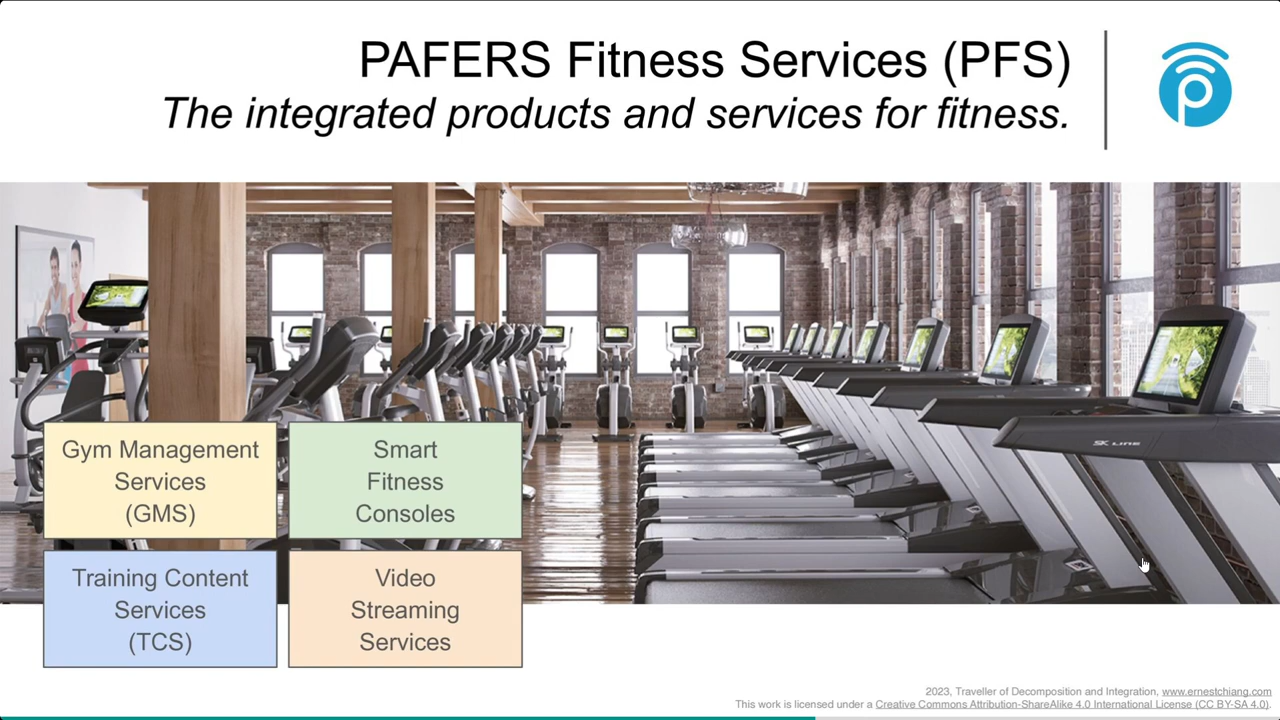 PAFERS Fitness Services (PFS)
The integrated products and services for fitness.
SK LINE
Gym Management
Services
(GMS)
Smart
Fitness
Consoles
Training Content
Services
(TCS)
Video
Streaming
Services
2023, Traveller of Decomposition and Integration, www.ernestchiang.com
This work is licensed under a Creative Commons Attribution-ShareAlike 4.0 International License (CC BY-SA 4.0).